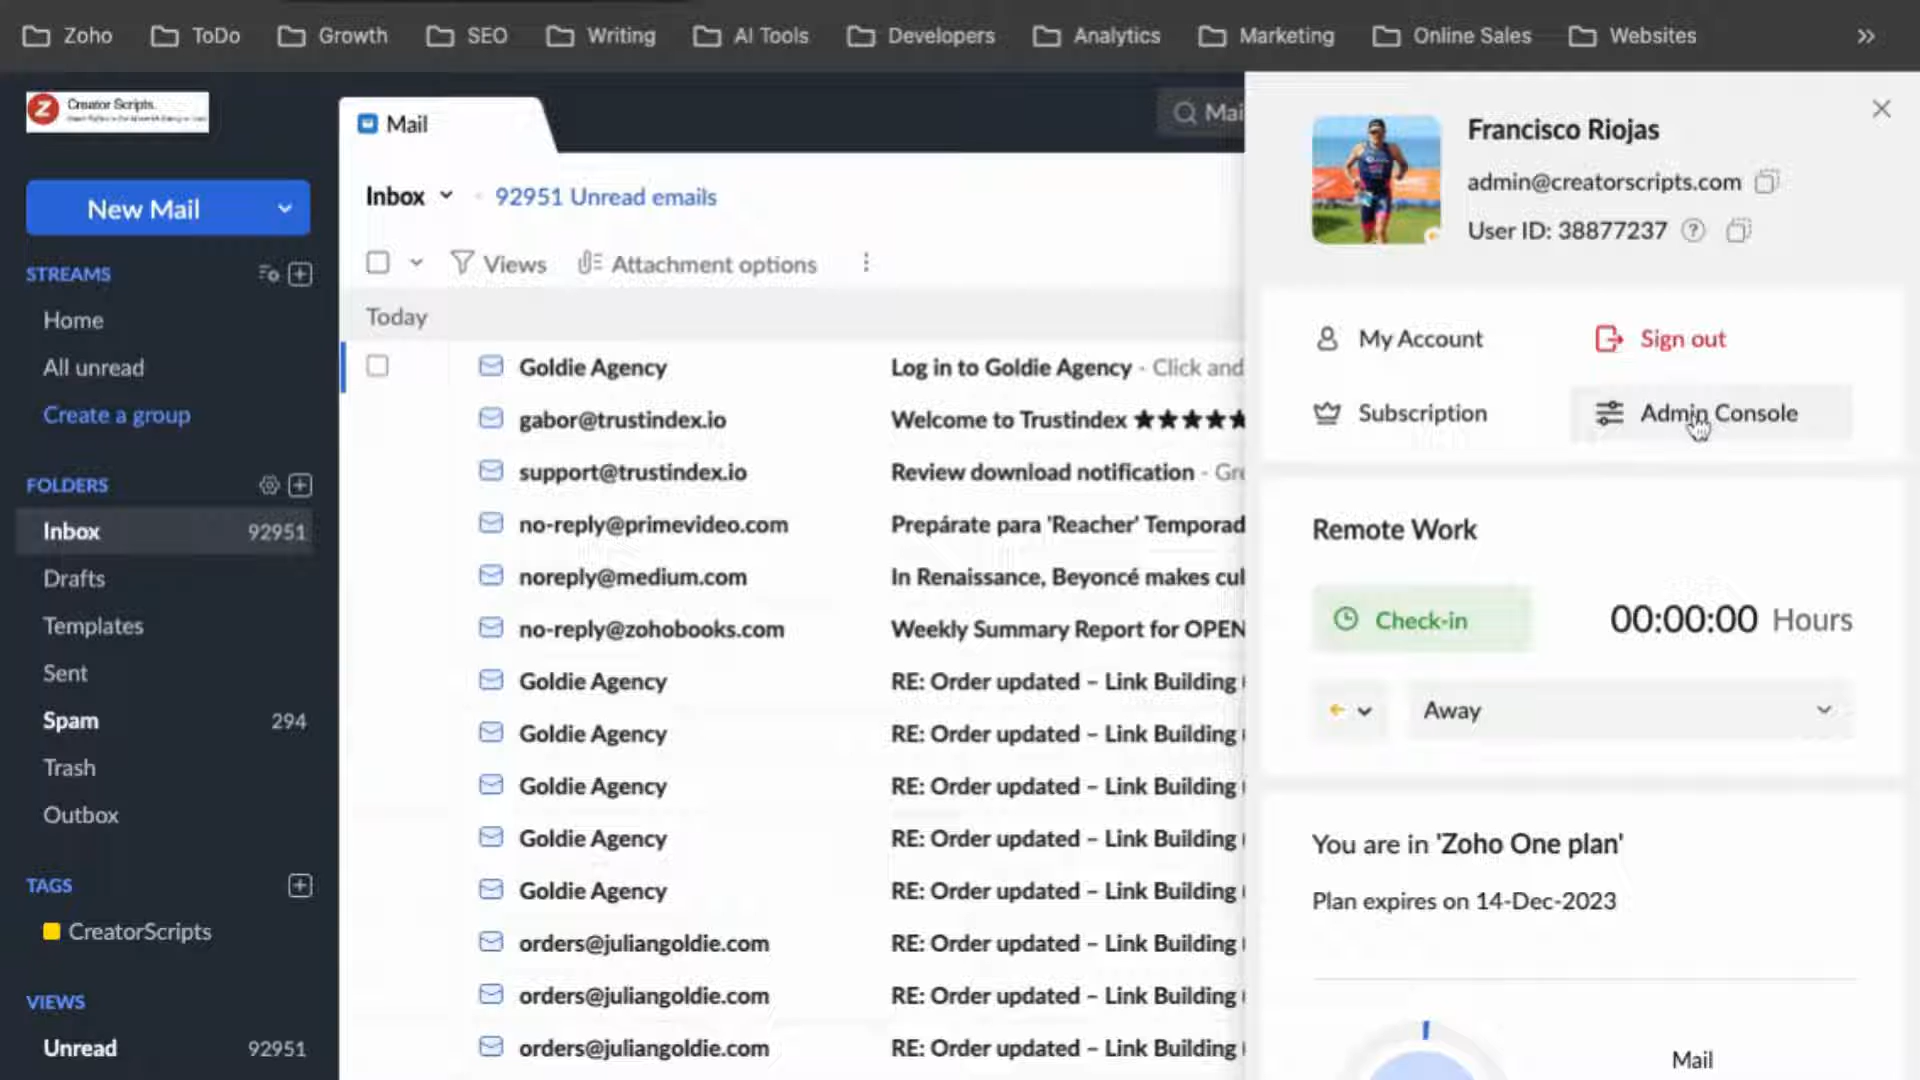 Zoho ToDo Growth SEO Writing AI Tools Developers Analytics Marketing Online Sales Websites »
Z Creator Scripts.
New Mail
STREAMS
Home
All unread
Create a group
FOLDERS
Inbox 92951
Drafts
Templates
Sent
Spam 294
Trash
Outbox
TAGS
CreatorScripts
VIEWS
Unread 92951
Mail
Mai
Inbox 92951 Unread emails
Views Attachment options
Today
Goldie Agency Log in to Goldie Agency - Click and
gabor@trustindex.io Welcome to Trustindex ★★★★★
support@trustindex.io Review download notification - Gre
no-reply@primevideo.com Prepárate para 'Reacher' Temporad
noreply@medium.com In Renaissance, Beyoncé makes cul
no-reply@zohobooks.com Weekly Summary Report for OPEN
Goldie Agency RE: Order updated – Link Building
Goldie Agency RE: Order updated – Link Building
Goldie Agency RE: Order updated – Link Building
Goldie Agency RE: Order updated – Link Building
Goldie Agency RE: Order updated – Link Building
orders@juliangoldie.com RE: Order updated – Link Building
orders@juliangoldie.com RE: Order updated – Link Building
orders@juliangoldie.com RE: Order updated – Link Building
Francisco Riojas
admin@creatorscripts.com
User ID: 38877237
My Account Sign out
Subscription Admin Console
Remote Work
Check-in 00:00:00 Hours
Away
You are in 'Zoho One plan'
Plan expires on 14-Dec-2023
Mail